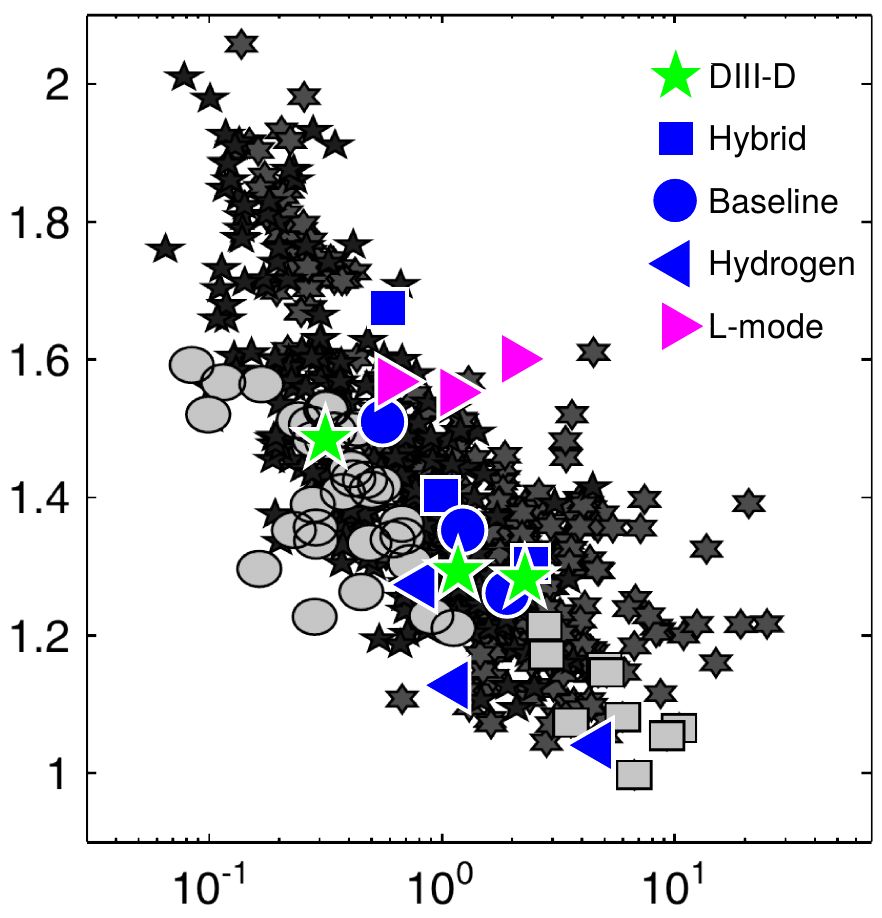 2
DIII-D
Hybrid
1.8
Baseline
Hydrogen
L-mode
1.6
1.4
1.2
1
10^-1 10^0 10^1